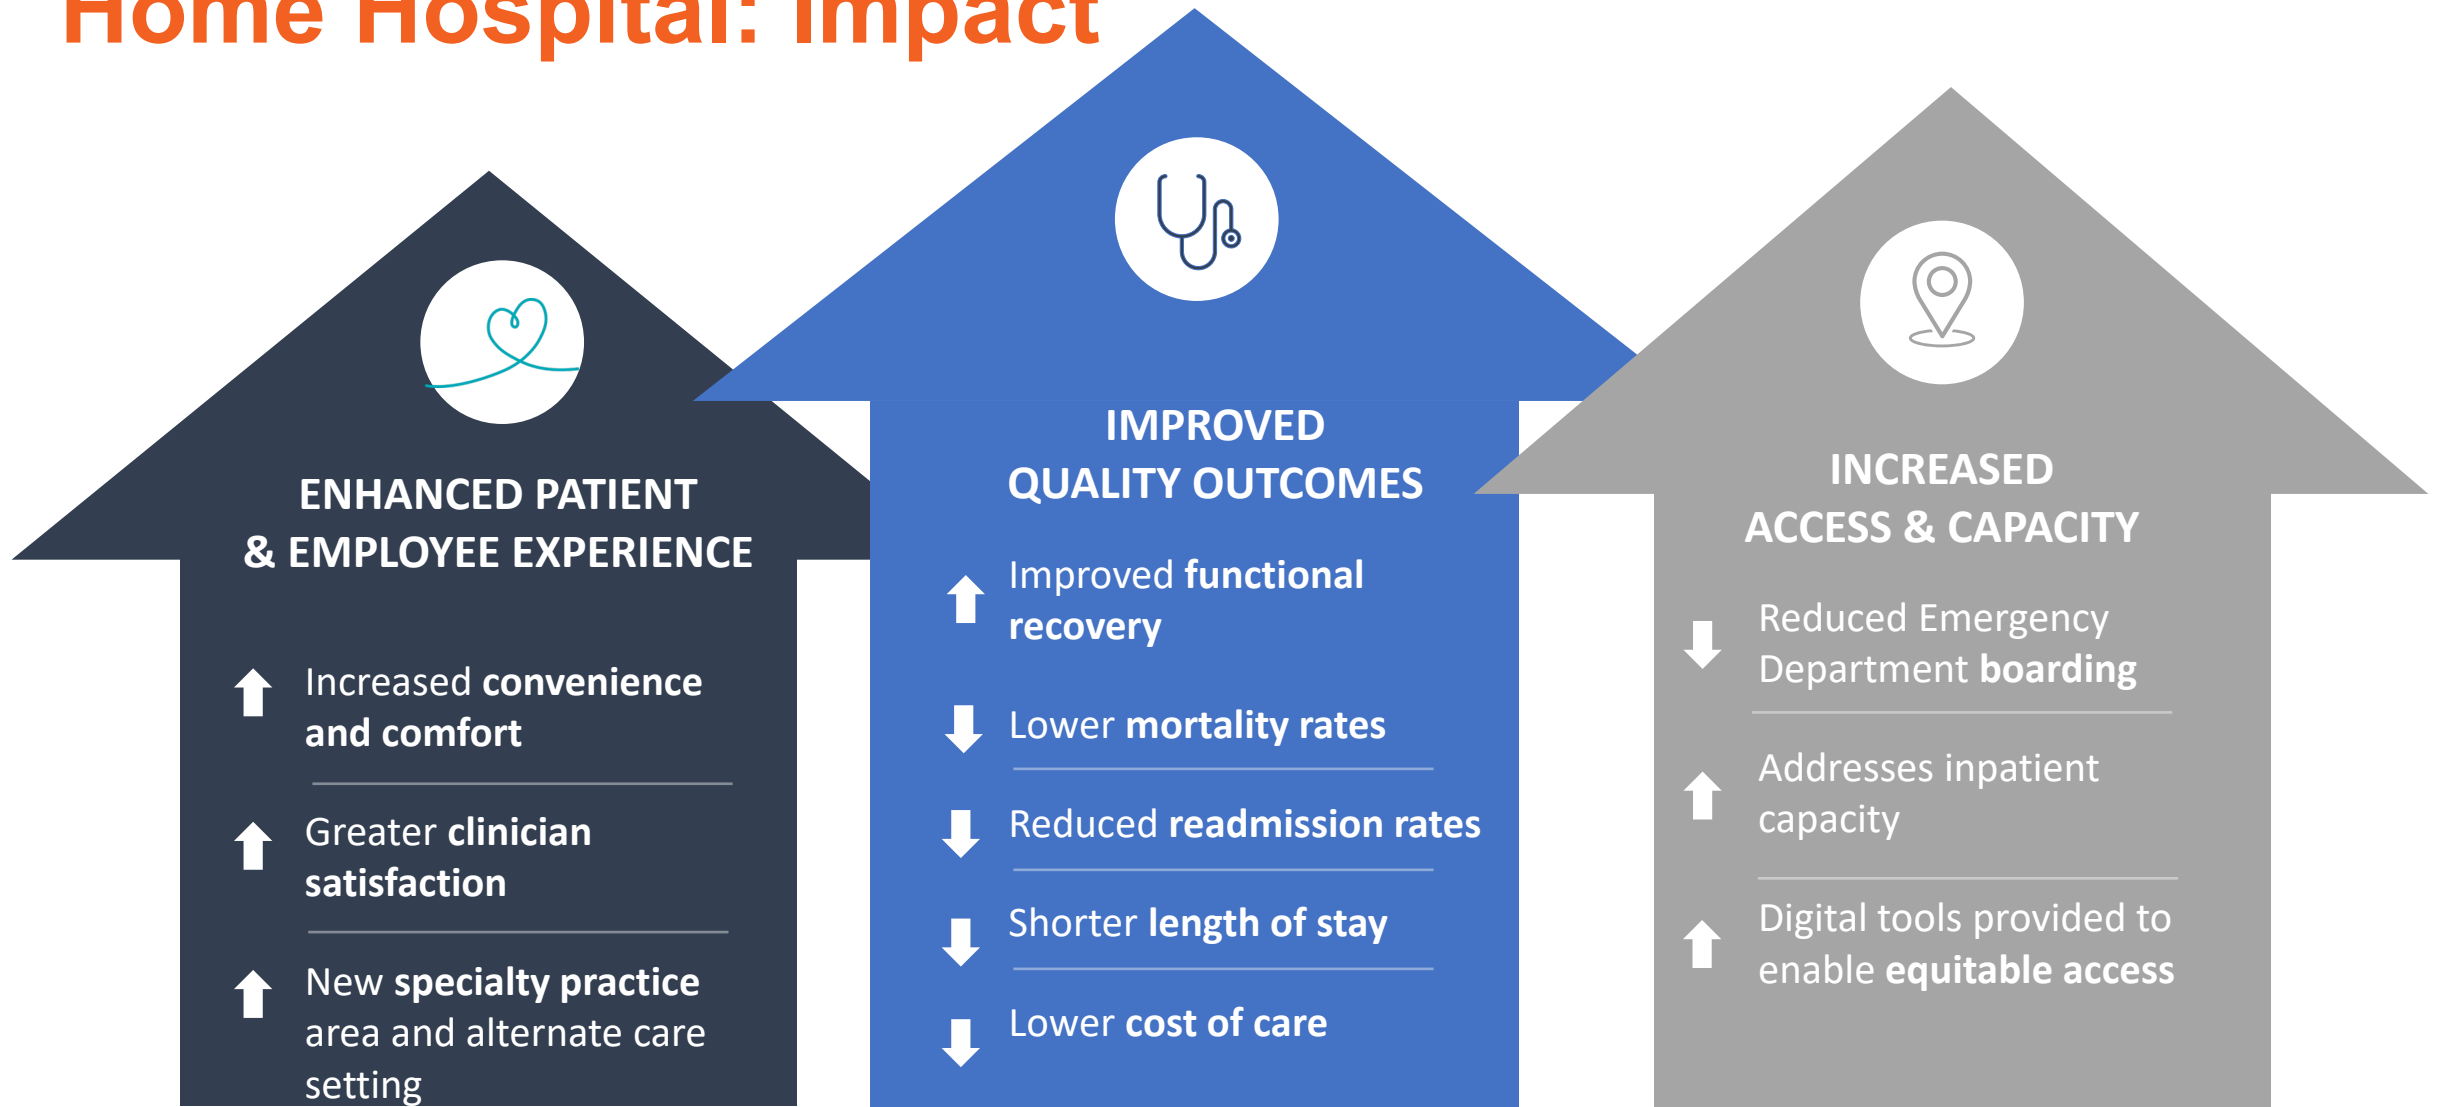 Home Hospital: Impact
ENHANCED PATIENT
& EMPLOYEE EXPERIENCE
Increased convenience
and comfort
Greater clinician
satisfaction
New specialty practice
area and alternate care
setting
IMPROVED
QUALITY OUTCOMES
Improved functional
recovery
Lower mortality rates
Reduced readmission rates
Shorter length of stay
Lower cost of care
INCREASED
ACCESS & CAPACITY
Reduced Emergency
Department boarding
Addresses inpatient
capacity
Digital tools provided to
enable equitable access